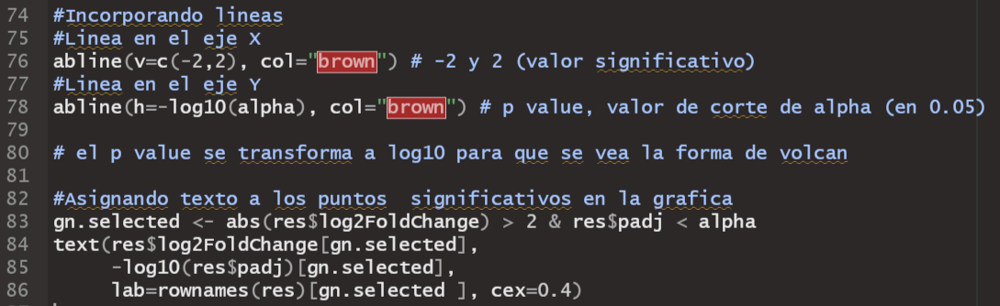 74 #Incorporando lineas
75 #Linea en el eje X
76 abline(v=c(-2,2), col="brown") # -2 y 2 (valor significativo)
77 #Linea en el eje Y
78 abline(h=-log10(alpha), col="brown") # p value, valor de corte de alpha (en 0.05)
79
80 # el p value se transforma a log10 para que se vea la forma de volcan
81
82 #Asignando texto a los puntos  significativos en la grafica
83 gn.selected <- abs(res$log2FoldChange) > 2 & res$padj < alpha
84 text(res$log2FoldChange[gn.selected],
85      -log10(res$padj)[gn.selected],
86      lab=rownames(res)[gn.selected ], cex=0.4)